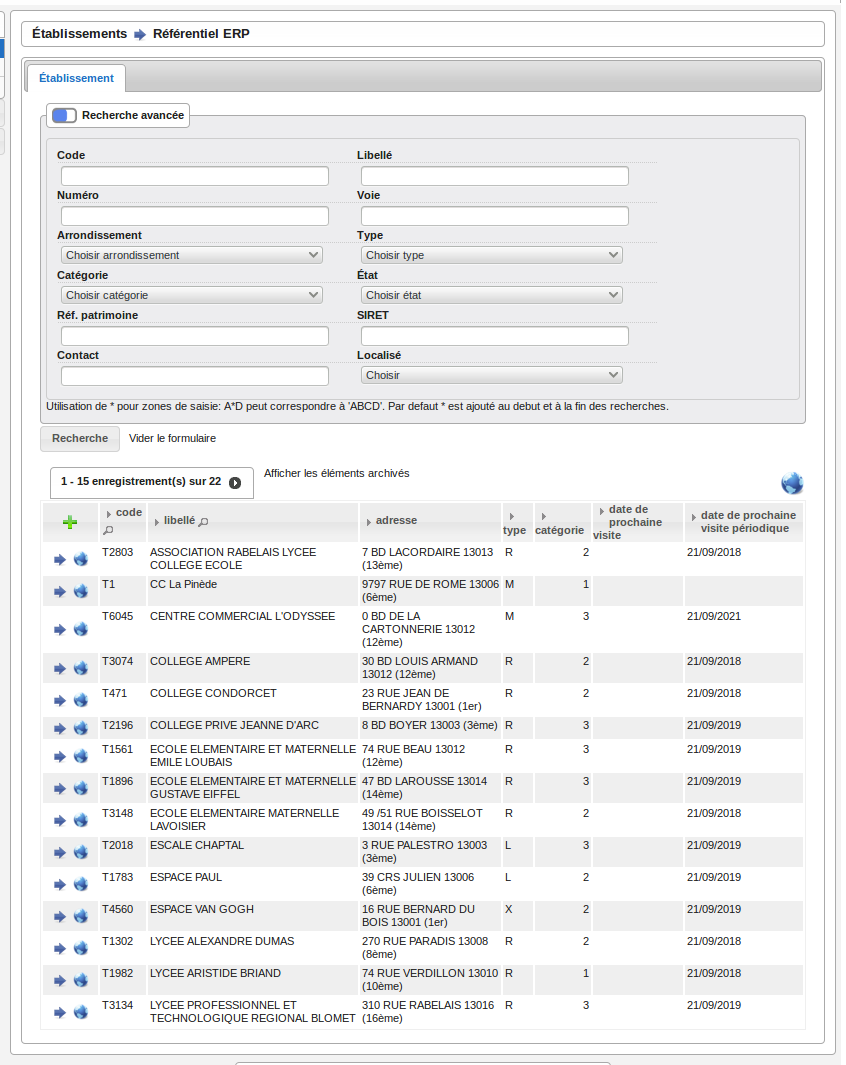 Établissements Référentiel ERP
Établissement
Recherche avancée
Code Libellé
Numéro Voie
Arrondissement Type
Choisir arrondissement Choisir type
Catégorie État
Choisir catégorie Choisir état
Réf. patrimoine SIRET
Contact Localisé
Choisir
Utilisation de * pour zones de saisie: A*D peut correspondre à 'ABCD'. Par defaut * est ajouté au debut et à la fin des recherches.
Recherche Vider le formulaire
1 - 15 enregistrement(s) sur 22 Afficher les éléments archivés
code libellé adresse type catégorie date de prochaine visite date de prochaine visite périodique
T2803 ASSOCIATION RABELAIS LYCEE 7 BD LACORDAIRE 13013 R 2 21/09/2018
COLLEGE ECOLE (13ème)
T1 CC La Pinède 9797 RUE DE ROME 13006 M 1
(6ème)
T6045 CENTRE COMMERCIAL L'ODYSSEE 0 BD DE LA M 3 21/09/2021
CARTONNERIE 13012
(12ème)
T3074 COLLEGE AMPERE 30 BD LOUIS ARMAND R 2 21/09/2018
13012 (12ème)
T471 COLLEGE CONDORCET 23 RUE JEAN DE R 2 21/09/2018
BERNARDY 13001 (1er)
T2196 COLLEGE PRIVE JEANNE D'ARC 8 BD BOYER 13003 (3ème) R 3 21/09/2019
T1561 ECOLE ELEMENTAIRE ET MATERNELLE 74 RUE BEAU 13012 R 3 21/09/2019
EMILE LOUBAIS (12ème)
T1896 ECOLE ELEMENTAIRE ET MATERNELLE 47 BD LAROUSSE 13014 R 3 21/09/2019
GUSTAVE EIFFEL (14ème)
T3148 ECOLE ELEMENTAIRE MATERNELLE 49 /51 RUE BOISSELOT R 2 21/09/2018
LAVOISIER 13014 (14ème)
T2018 ESCALE CHAPTAL 3 RUE PALESTRO 13003 L 3 21/09/2019
(3ème)
T1783 ESPACE PAUL 39 CRS JULIEN 13006 L 2 21/09/2019
(6ème)
T4560 ESPACE VAN GOGH 16 RUE BERNARD DU X 2 21/09/2019
BOIS 13001 (1er)
T1302 LYCEE ALEXANDRE DUMAS 270 RUE PARADIS 13008 R 2 21/09/2018
(8ème)
T1982 LYCEE ARISTIDE BRIAND 74 RUE VERDILLON 13010 R 1 21/09/2018
(10ème)
T3134 LYCEE PROFESSIONNEL ET 310 RUE RABELAIS 13016 R 3 21/09/2019
TECHNOLOGIQUE REGIONAL BLOMET (16ème)